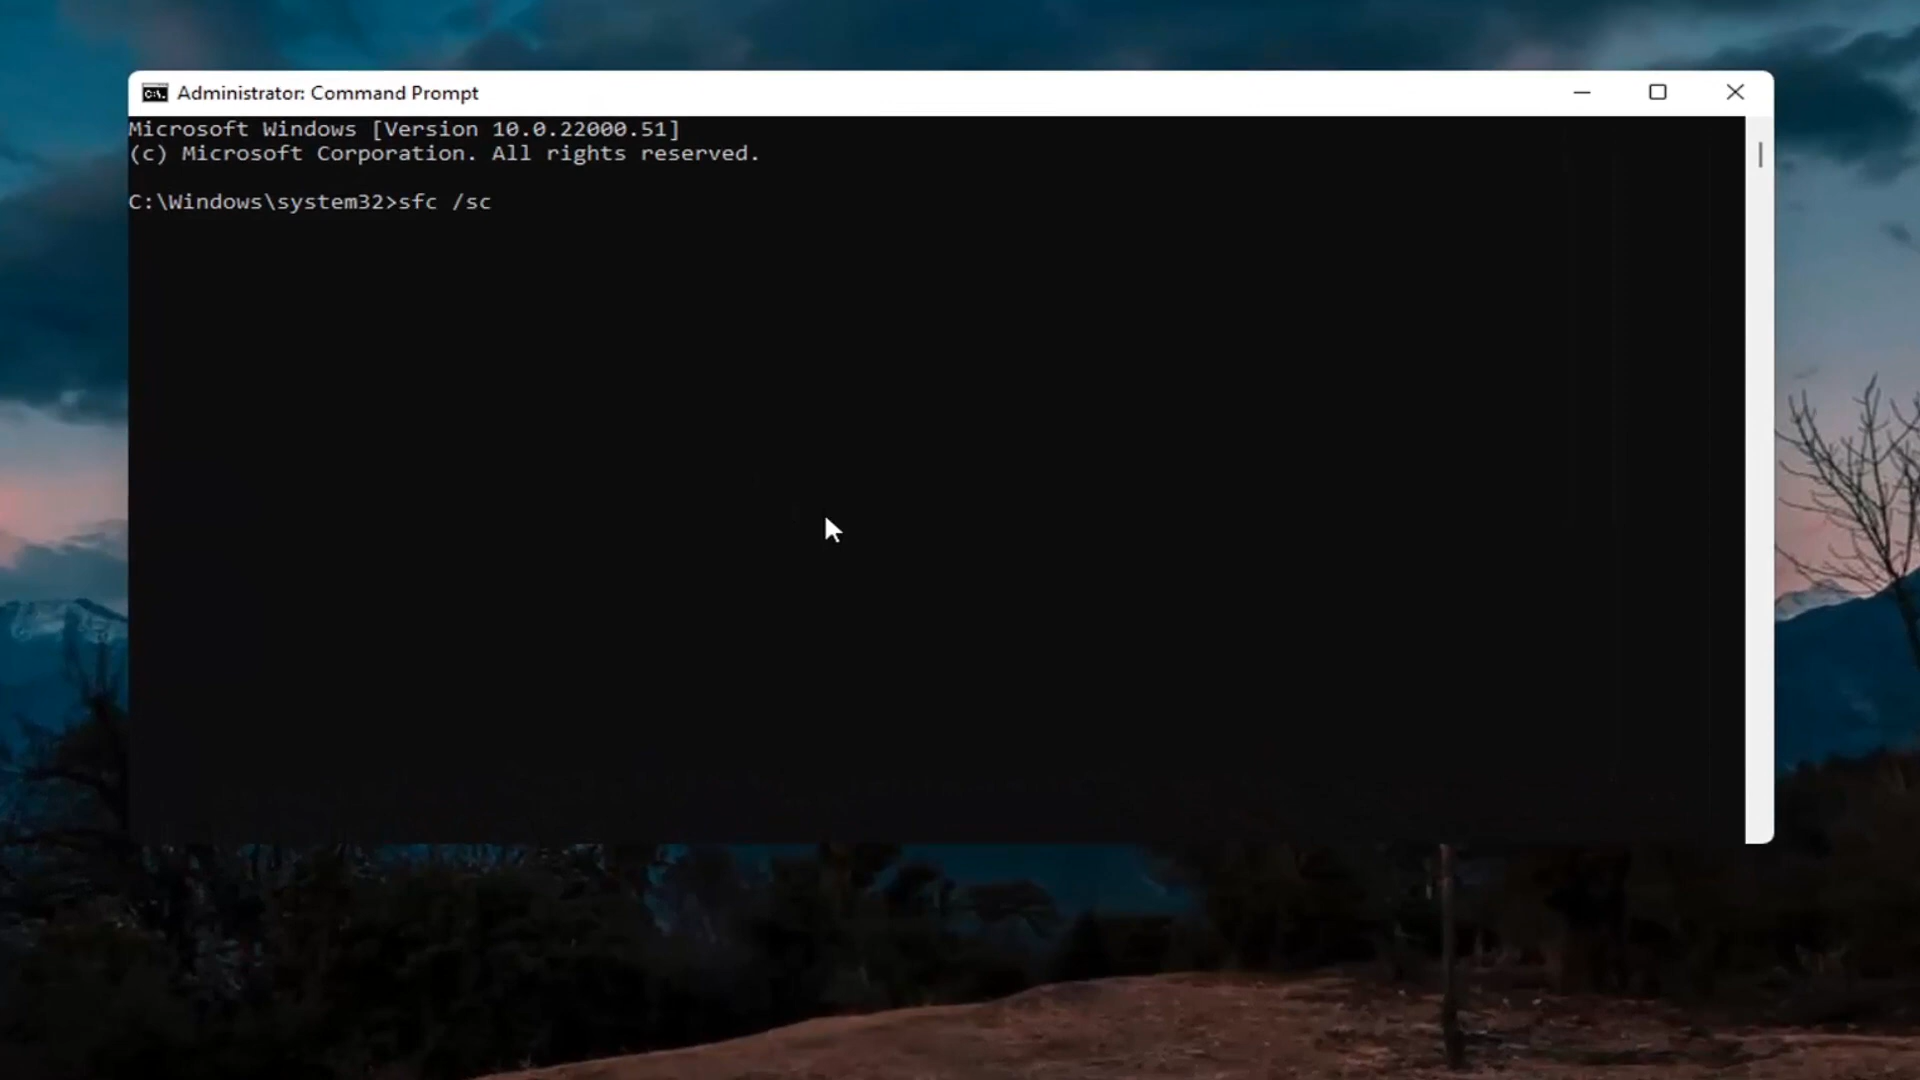 Administrator: Command Prompt
Microsoft Windows [Version 10.0.22000.51]
(c) Microsoft Corporation. All rights reserved.
C:\Windows\system32>sfc /sc